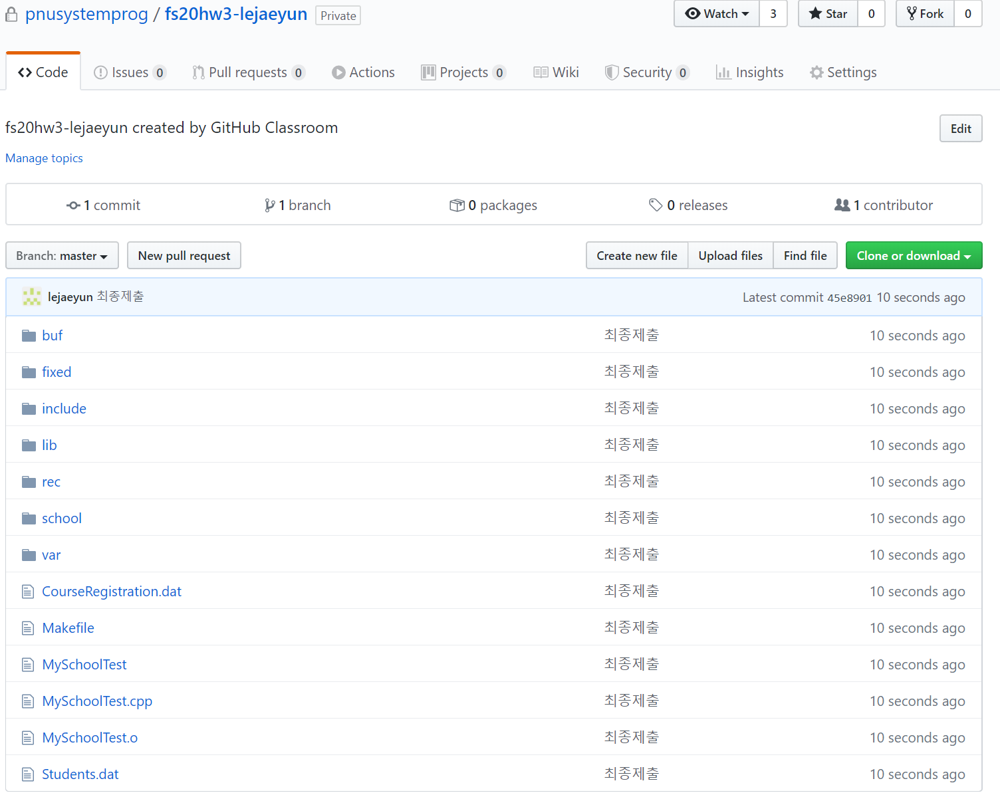 pnusystemprog / fs20hw3-lejaeyun Private Watch 3 Star 0 Fork 0
Code Issues 0 Pull requests 0 Actions Projects 0 Wiki Security 0 Insights Settings
fs20hw3-lejaeyun created by GitHub Classroom Edit
Manage topics
1 commit 1 branch 0 packages 0 releases 1 contributor
Branch: master New pull request Create new file Upload files Find file Clone or download
lejaeyun 최종제출 Latest commit 45e8901 10 seconds ago
buf 최종제출 10 seconds ago
fixed 최종제출 10 seconds ago
include 최종제출 10 seconds ago
lib 최종제출 10 seconds ago
rec 최종제출 10 seconds ago
school 최종제출 10 seconds ago
var 최종제출 10 seconds ago
CourseRegistration.dat 최종제출 10 seconds ago
Makefile 최종제출 10 seconds ago
MySchoolTest 최종제출 10 seconds ago
MySchoolTest.cpp 최종제출 10 seconds ago
MySchoolTest.o 최종제출 10 seconds ago
Students.dat 최종제출 10 seconds ago